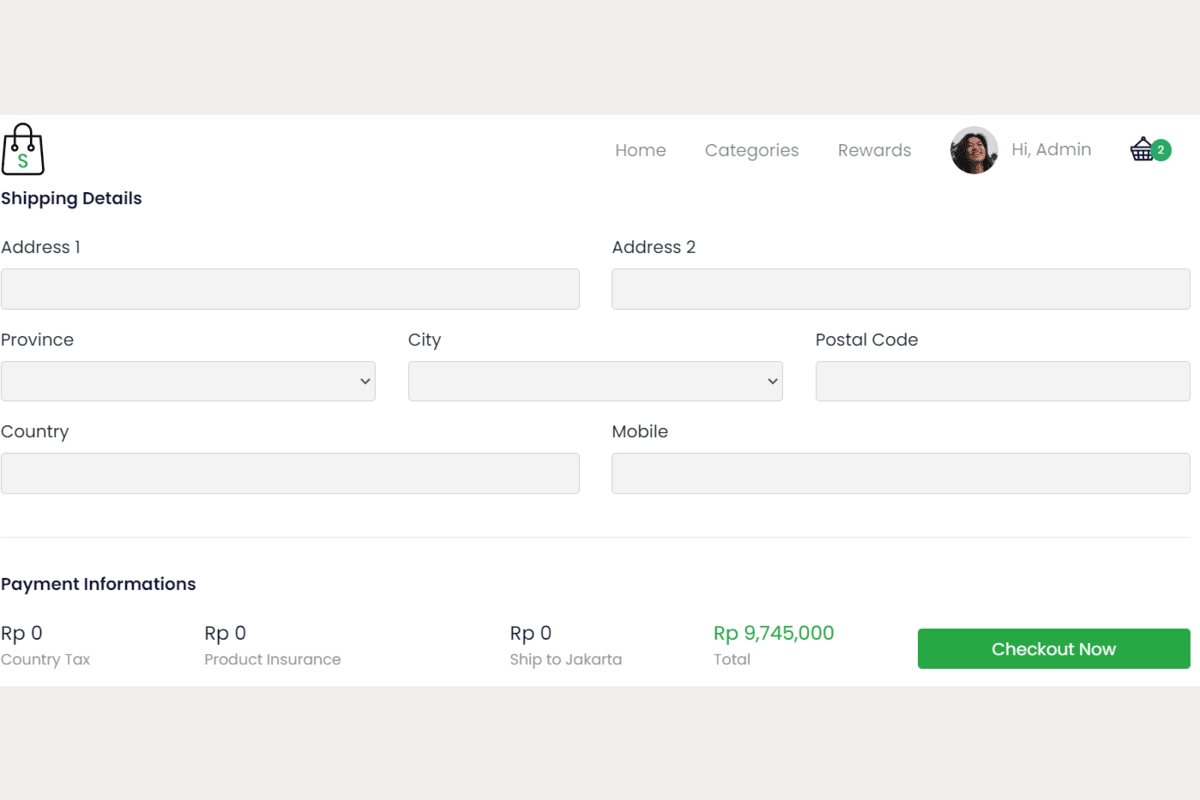 S
Home Categories Rewards Hi, Admin 2
Shipping Details
Address 1 Address 2
Province City Postal Code
Country Mobile
Payment Informations
Rp 0 Rp 0 Rp 0 Rp 9,745,000
Country Tax Product Insurance Ship to Jakarta Total
Checkout Now